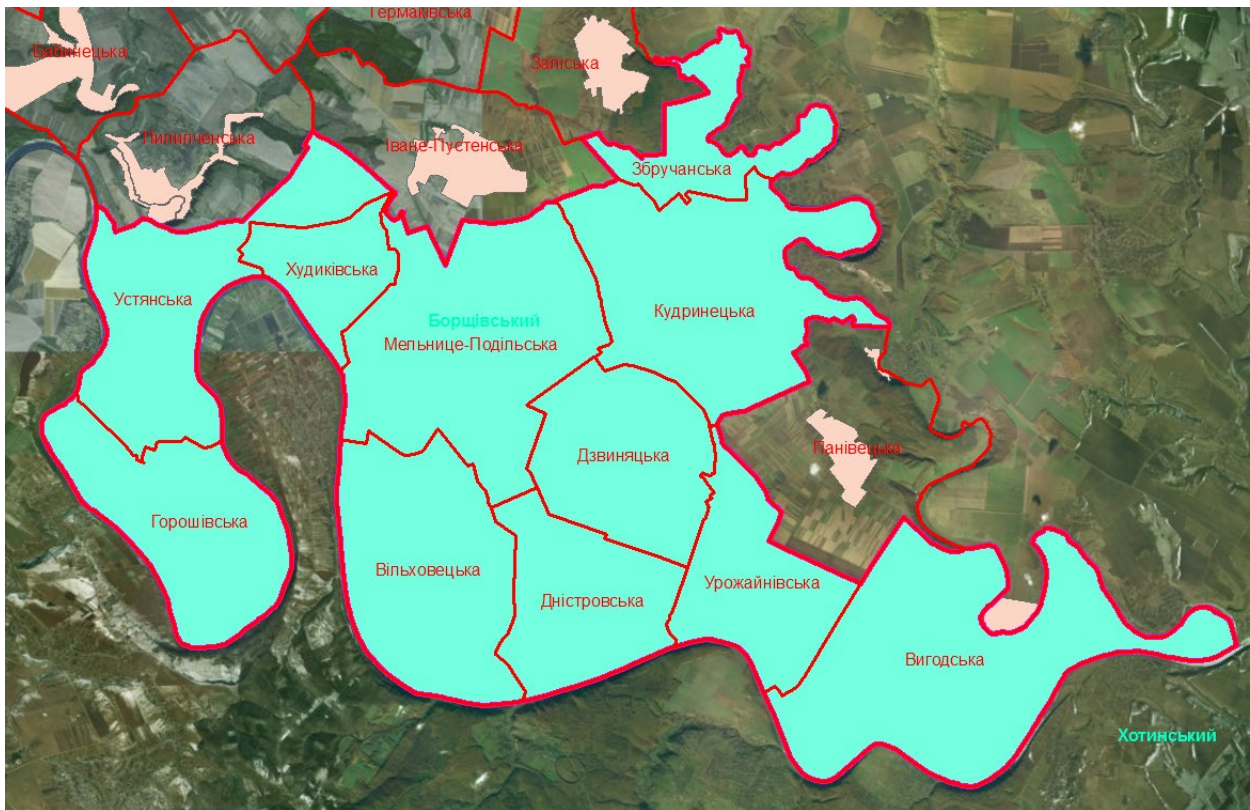 Гермаківська
Бабинецька
Заліська
Пилипченська
Іване-Пустенська
Збручанська
Худиківська
Устянська
Кудринецька
Борщівський
Мельнице-Подільська
Дзвиняцька
Панівецька
Горошівська
Вільховецька
Урожайнівська
Дністровська
Вигодська
Хотинський